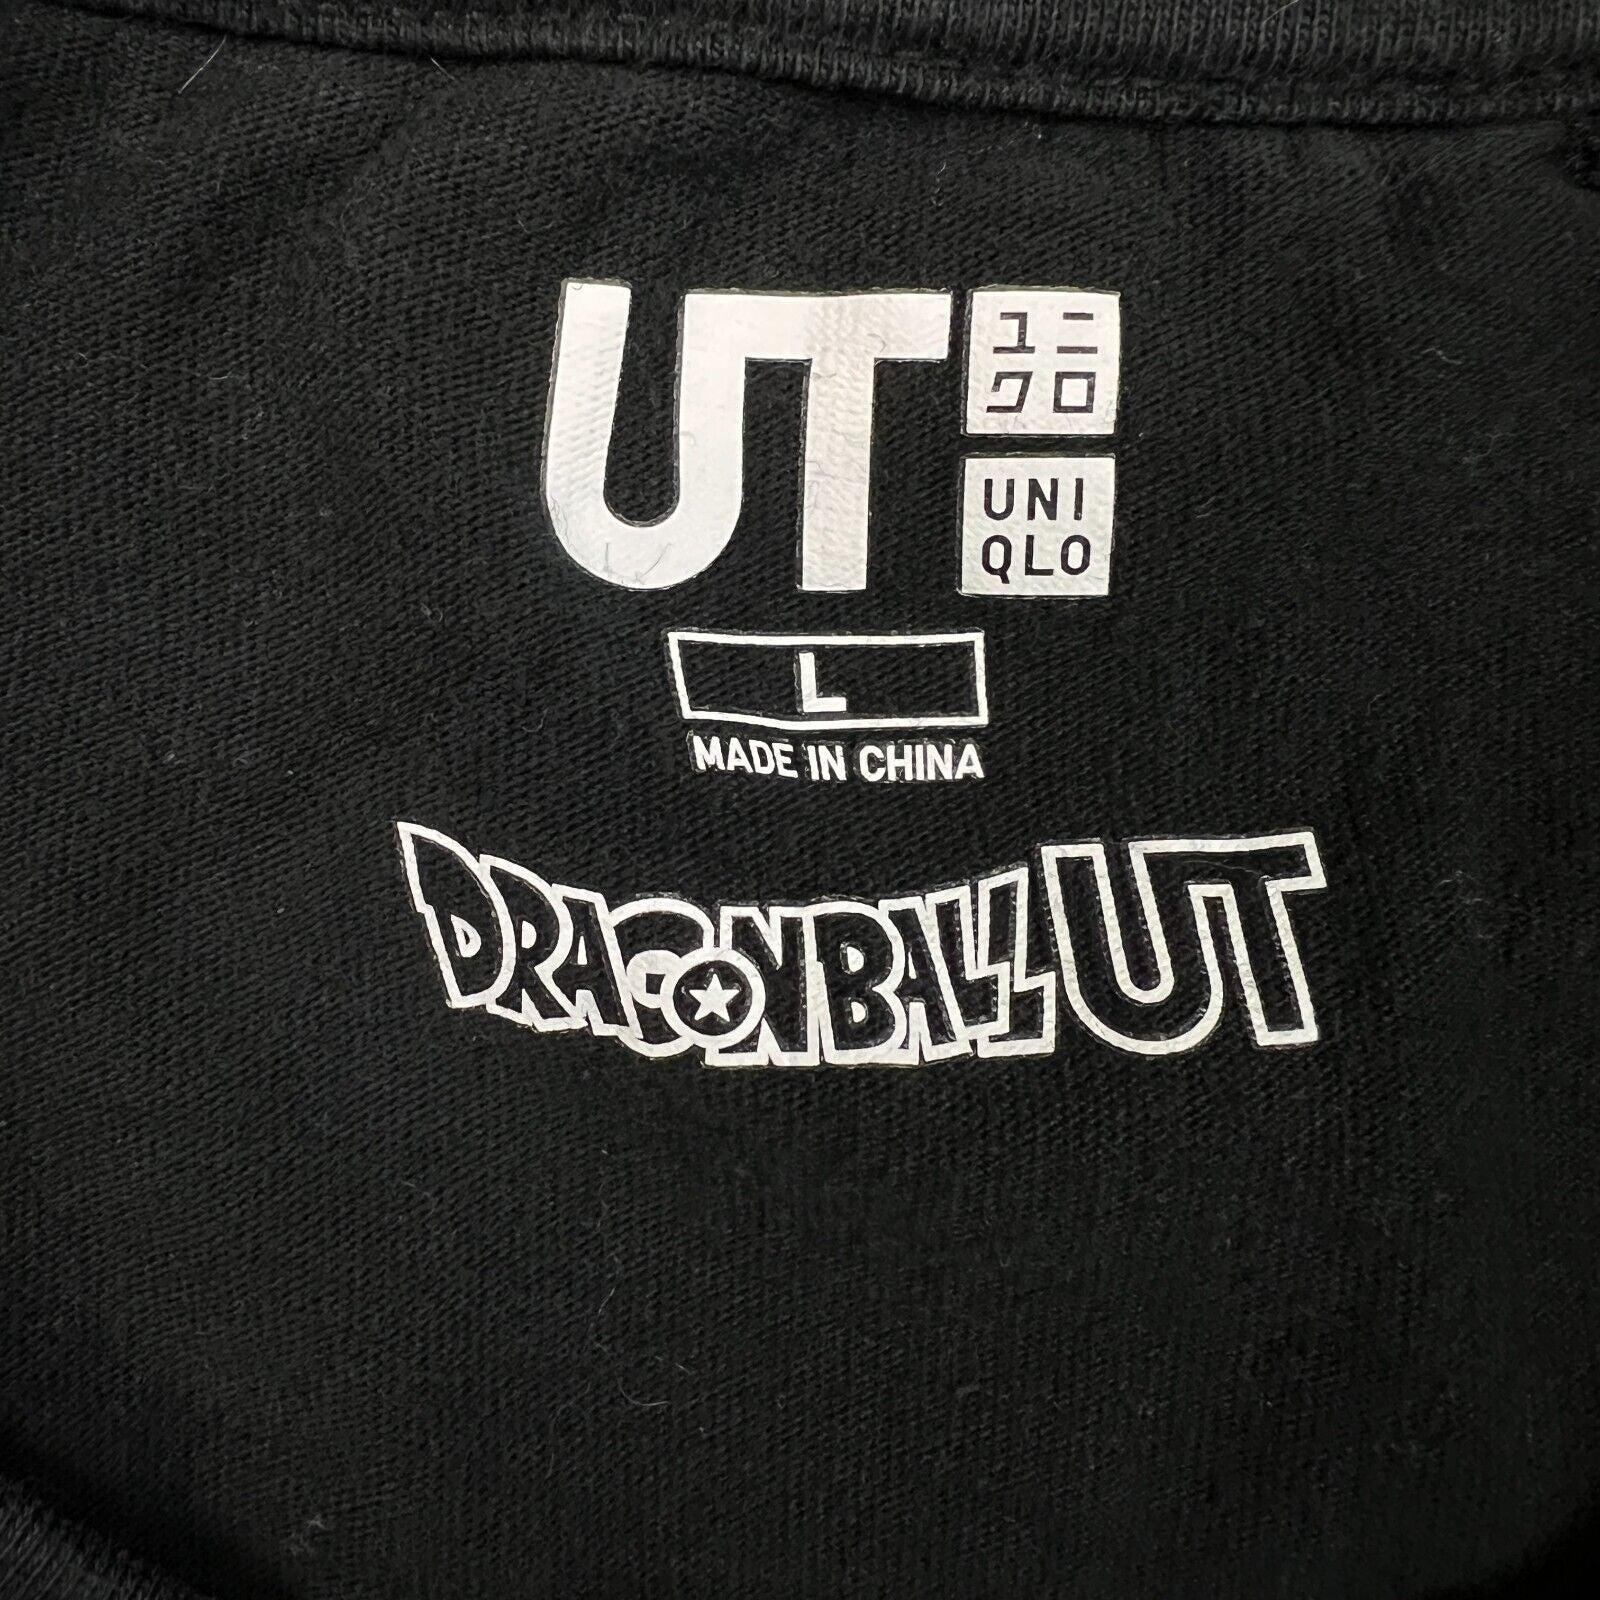 UT
ユニ
クロ
UNI
QLO
L
MADE IN CHINA
DRAGONBALL UT